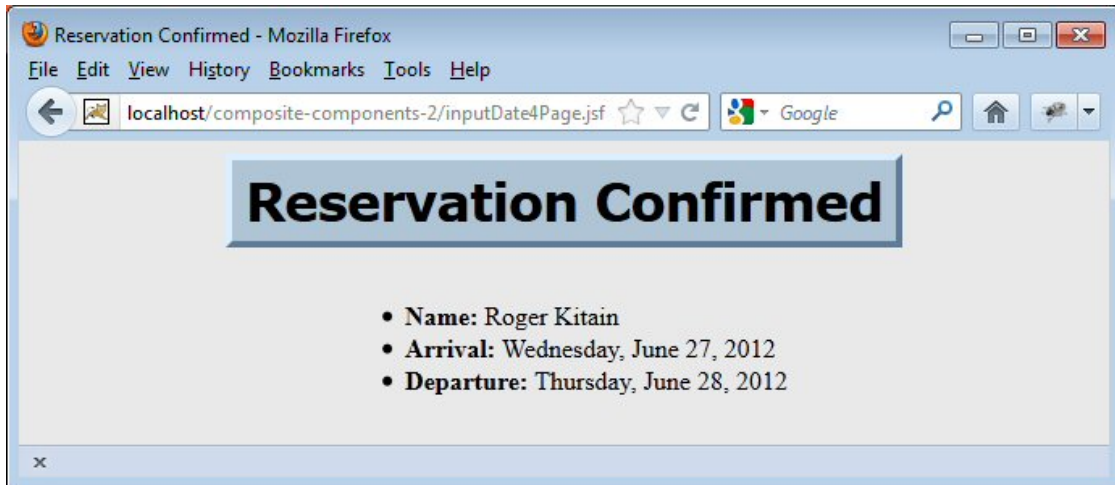 Reservation Confirmed - Mozilla Firefox
File Edit View History Bookmarks Tools Help
localhost/composite-components-2/inputDate4Page.jsf Google
Reservation Confirmed
• Name: Roger Kitain
• Arrival: Wednesday, June 27, 2012
• Departure: Thursday, June 28, 2012
x